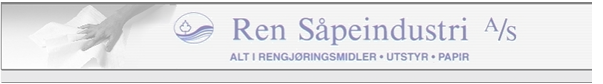 Ren Såpeindustri A/s
ALT I RENGJØRINGSMIDLER • UTSTYR • PAPIR